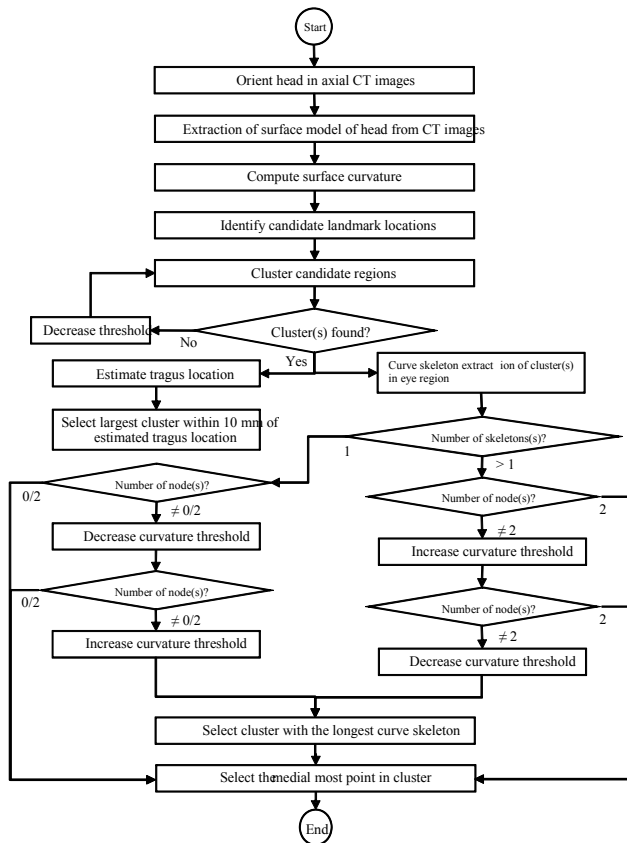 Start
Orient head in axial CT images
Extraction of surface model of head from CT images
Compute surface curvature
Identify candidate landmark locations
Cluster candidate regions
Decrease threshold
Cluster(s) found?
No
Yes
Estimate tragus location
Curve skeleton extract ion of cluster(s)
in eye region
Select largest cluster within 10 mm of
estimated tragus location
Number of skeletons(s)?
1
> 1
Number of node(s)?
0/2
≠ 0/2
Number of node(s)?
2
≠ 2
Decrease curvature threshold
Increase curvature threshold
Number of node(s)?
0/2
≠ 0/2
Number of node(s)?
2
≠ 2
Increase curvature threshold
Decrease curvature threshold
Select cluster with the longest curve skeleton
Select the medial most point in cluster
End